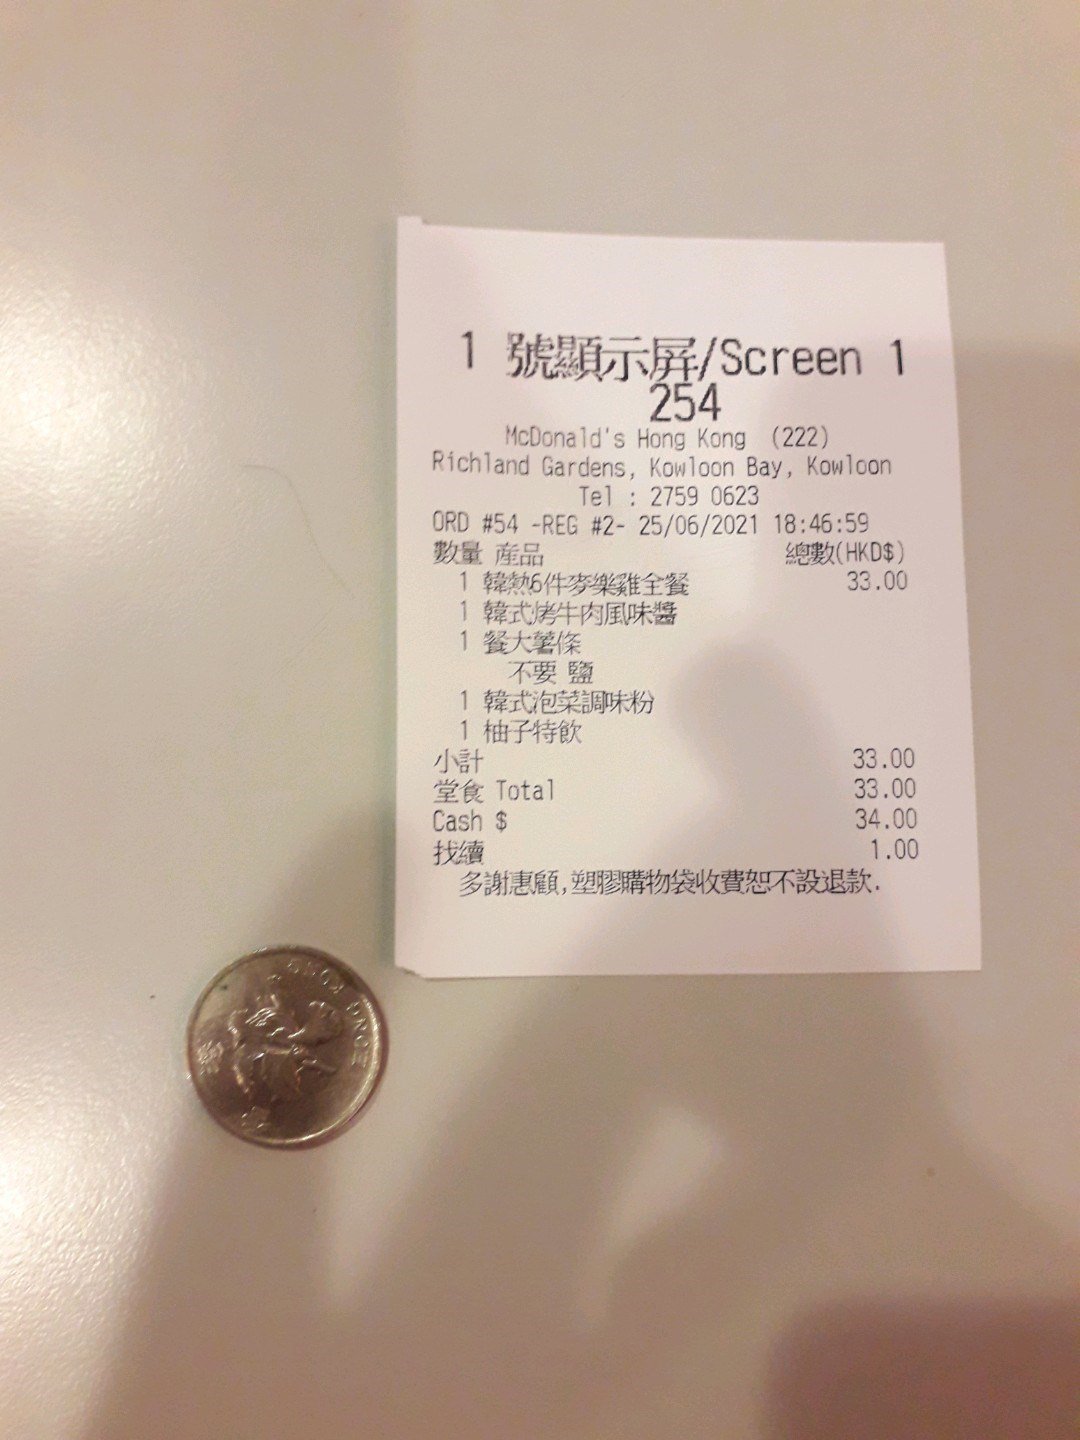 1 號顯示屏/Screen 1
254
McDonald's Hong Kong (222)
Richland Gardens, Kowloon Bay, Kowloon
Tel : 2759 0623
ORD #54 -REG #2- 25/06/2021 18:46:59
數量 產品 總數(HKD$)
1 韓熱6件麥樂雞全餐 33.00
1 韓式烤牛肉風味醬
1 餐大薯條
不要 鹽
1 韓式泡菜調味粉
1 柚子特飲
小計 33.00
堂食 Total 33.00
Cash $ 34.00
找續 1.00
多謝惠顧,塑膠購物袋收費恕不設退款.
HONG KONG
香